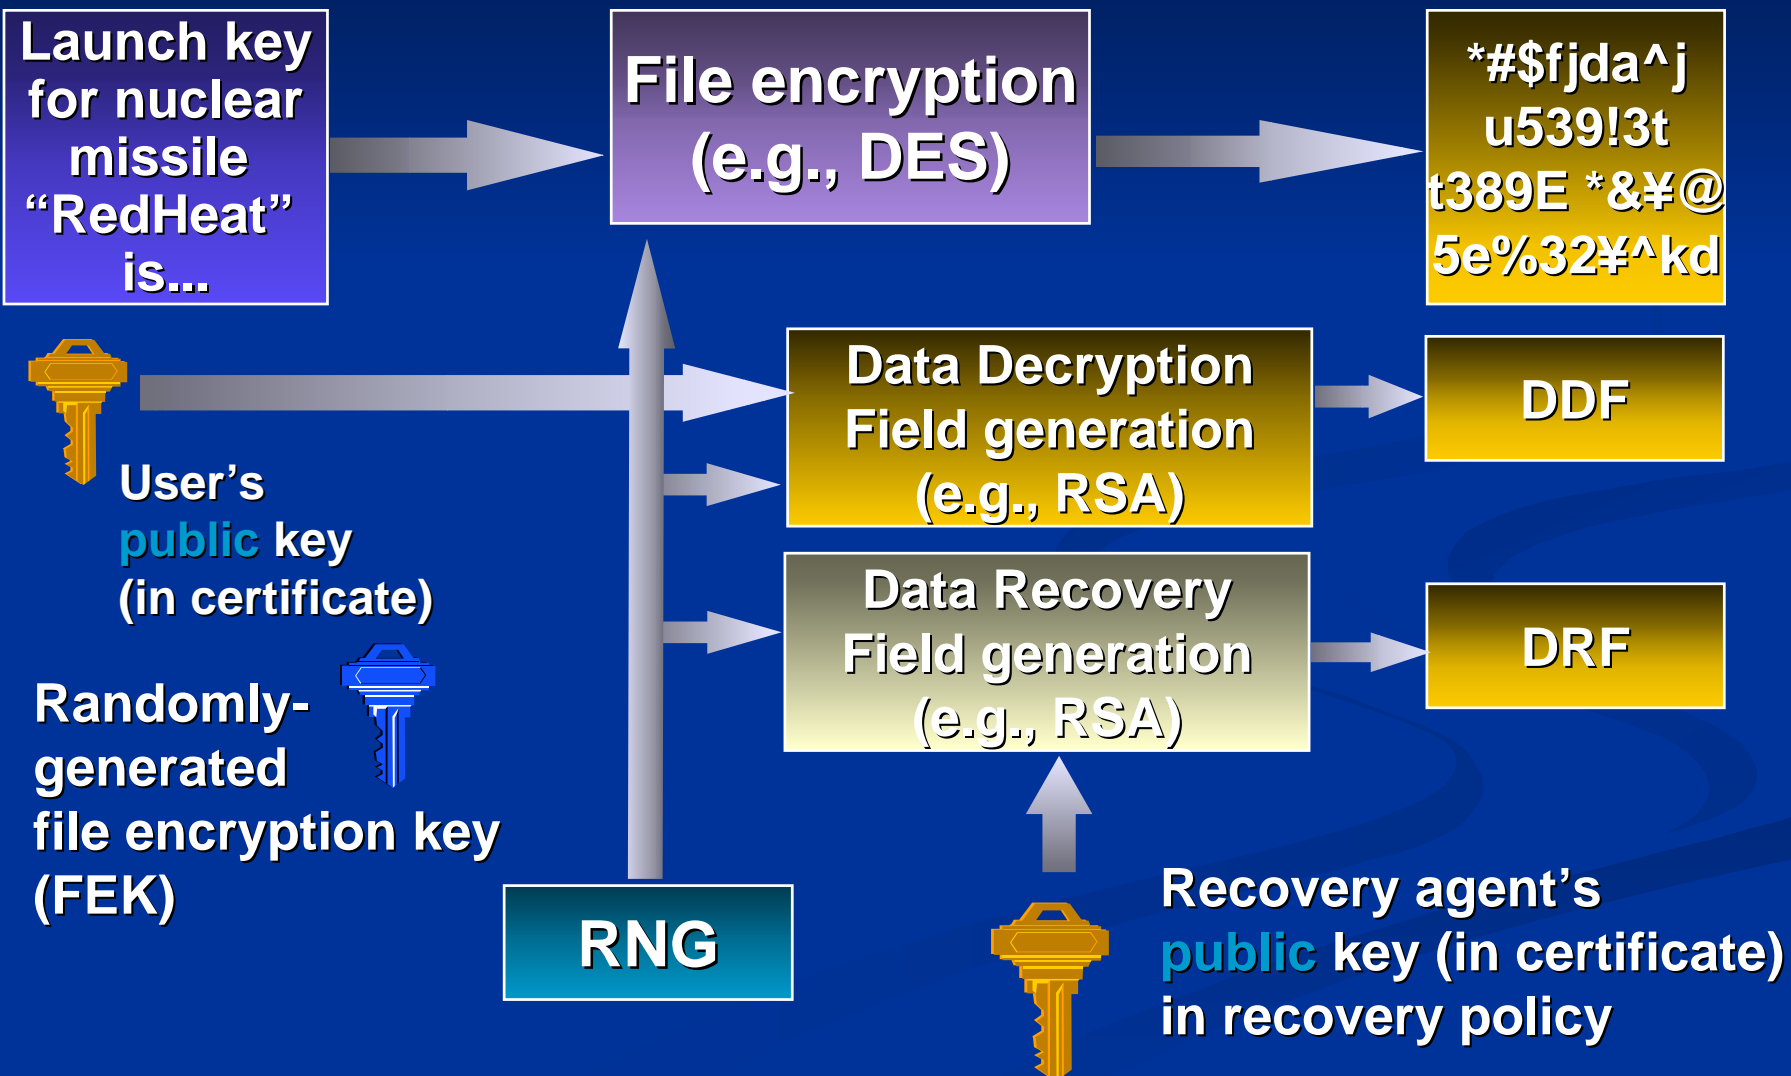 Launch key
for nuclear
missile
“RedHeat”
is...
File encryption
(e.g., DES)
*#$fjda^j
u539!3t
t389E *&¥@
5e%32¥^kd
Data Decryption
Field generation
(e.g., RSA)
DDF
User’s
public key
(in certificate)
Data Recovery
Field generation
(e.g., RSA)
DRF
Randomly-
generated
file encryption key
(FEK)
RNG
Recovery agent’s
public key (in certificate)
in recovery policy